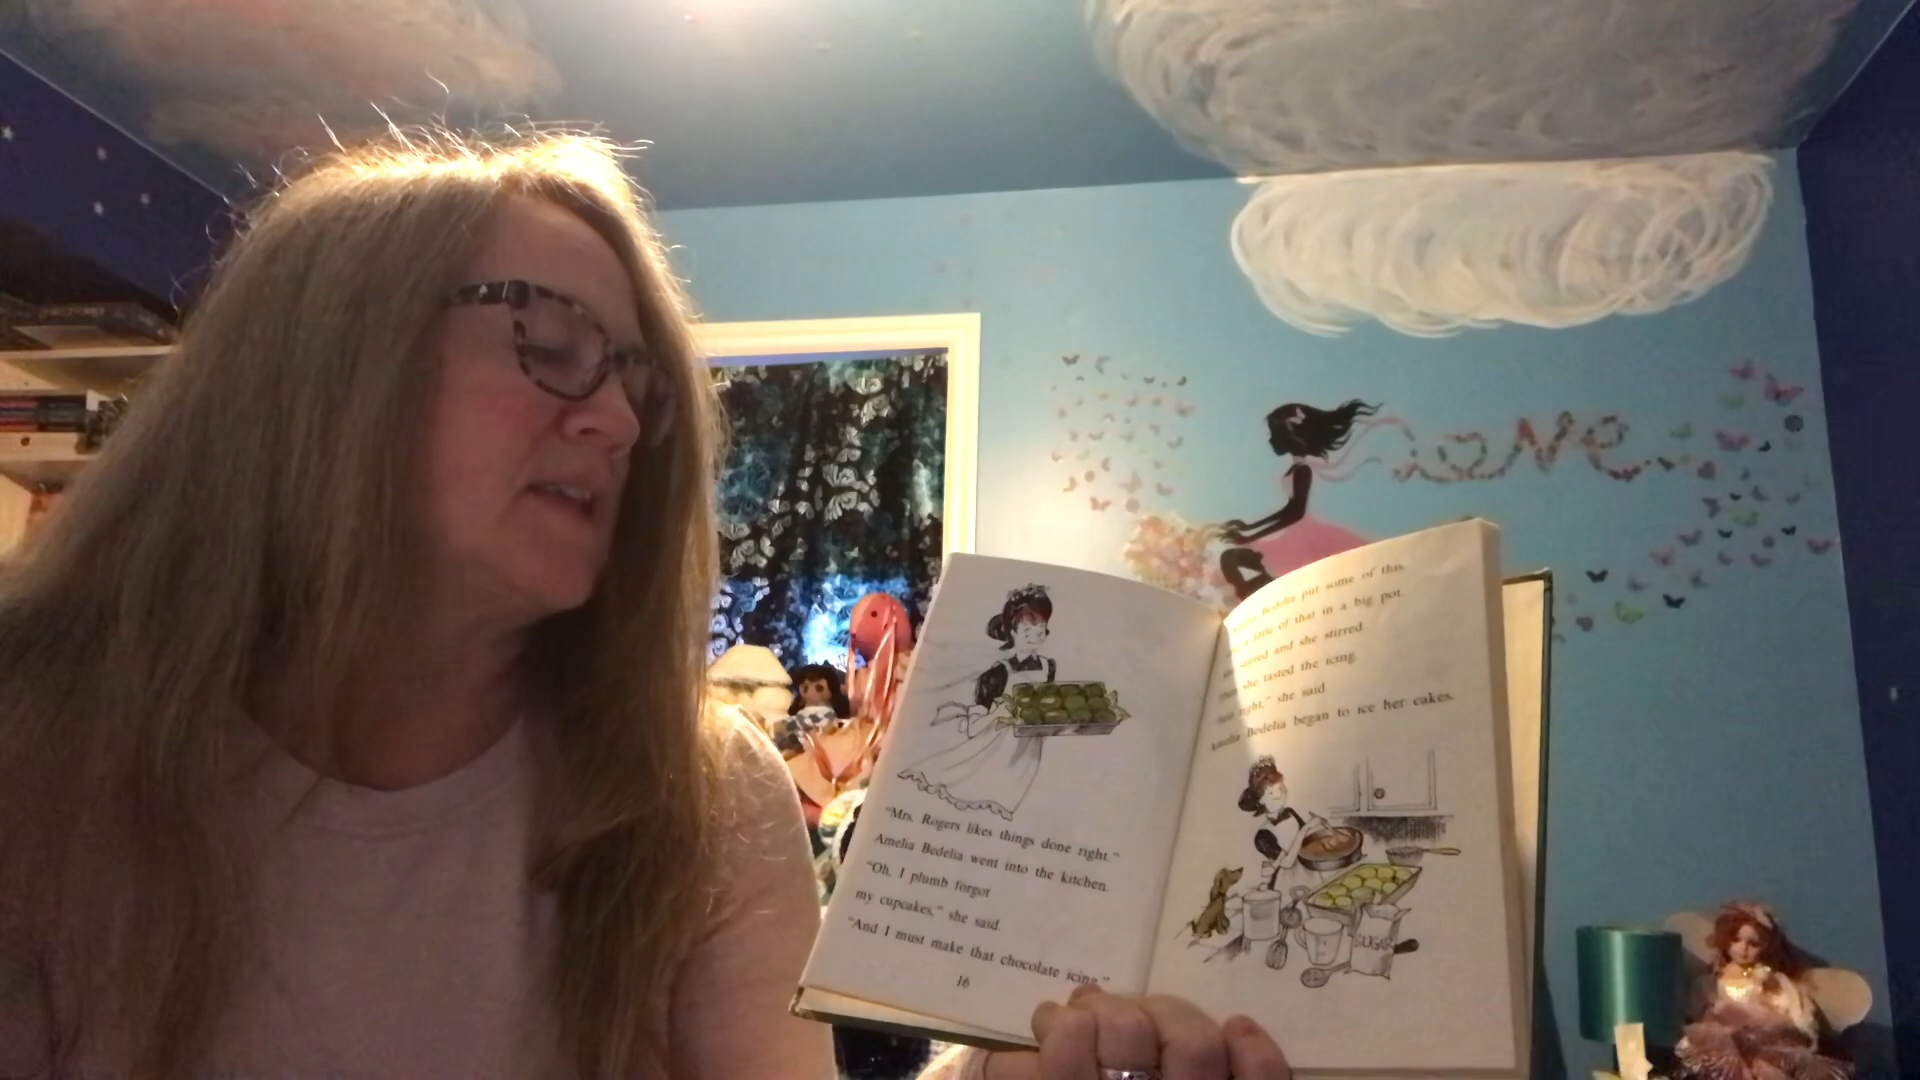 love
"Mrs. Rogers likes things done right."
Amelia Bedelia went into the kitchen.
"Oh, I plumb forgot
my cupcakes," she said.
"And I must make that chocolate icing."
16
Bedelia put some of this
little of that in a big pot.
stirred and she stirred.
she tasted the icing.
right," she said.
Amelia Bedelia began to ice her cakes.
SUGAR